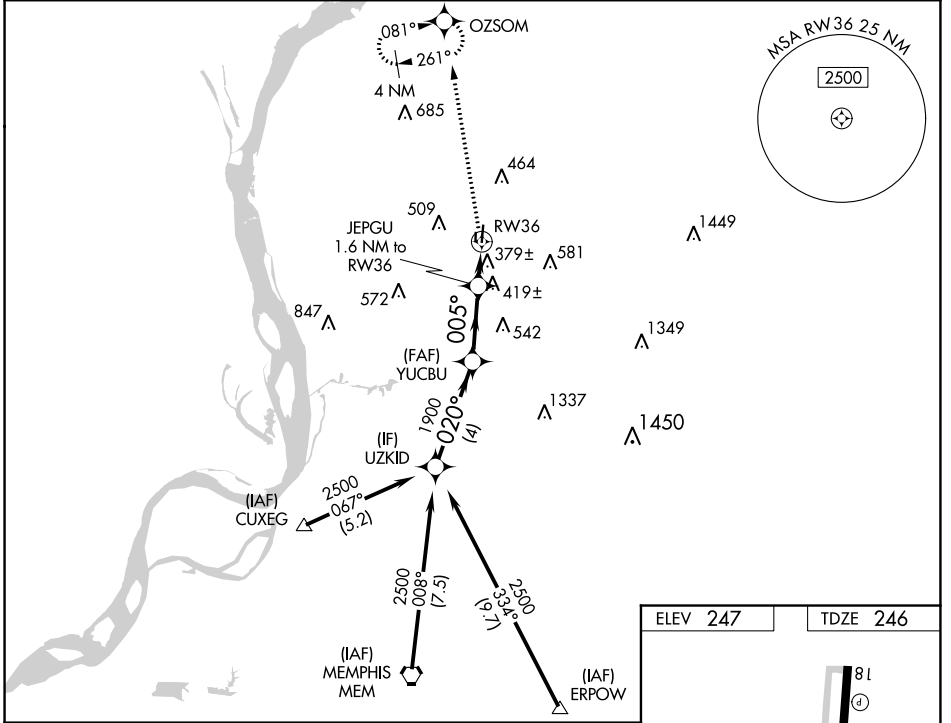 081°
OZSOM
261°
4 NM
685
MSA RW36 25 NM
2500
464
509
RW36
1449
JEPGU
1.6 NM to
RW36
379±
581
572
419±
847
005°
542
1349
(FAF)
YUCBU
1900
020°
(4)
1337
1450
(IF)
UZKID
(IAF)
CUXEG
2500
067°
(5.2)
2500
008°
(7.5)
2500
334°
(9.7)
(IAF)
MEMPHIS
MEM
(IAF)
ERPOW
ELEV 247
TDZE 246
18
P